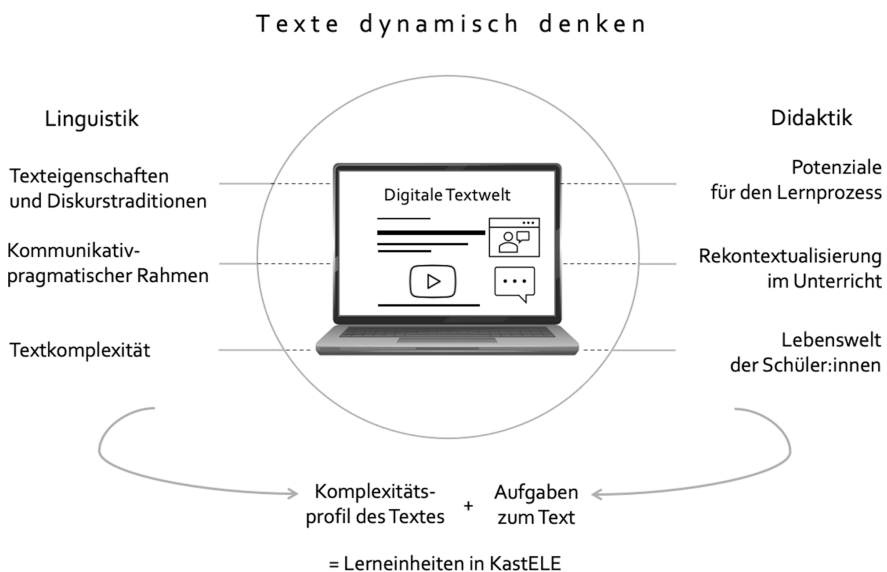 Texte dynamisch denken
Linguistik
Texteigenschaften
und Diskurstraditionen
Kommunikativ-
pragmatischer Rahmen
Textkomplexität
Digitale Textwelt
Didaktik
Potenziale
für den Lernprozess
Rekontextualisierung
im Unterricht
Lebenswelt
der Schüler:innen
Komplexitäts-
profil des Textes
+
Aufgaben
zum Text
= Lerneinheiten in KastELE